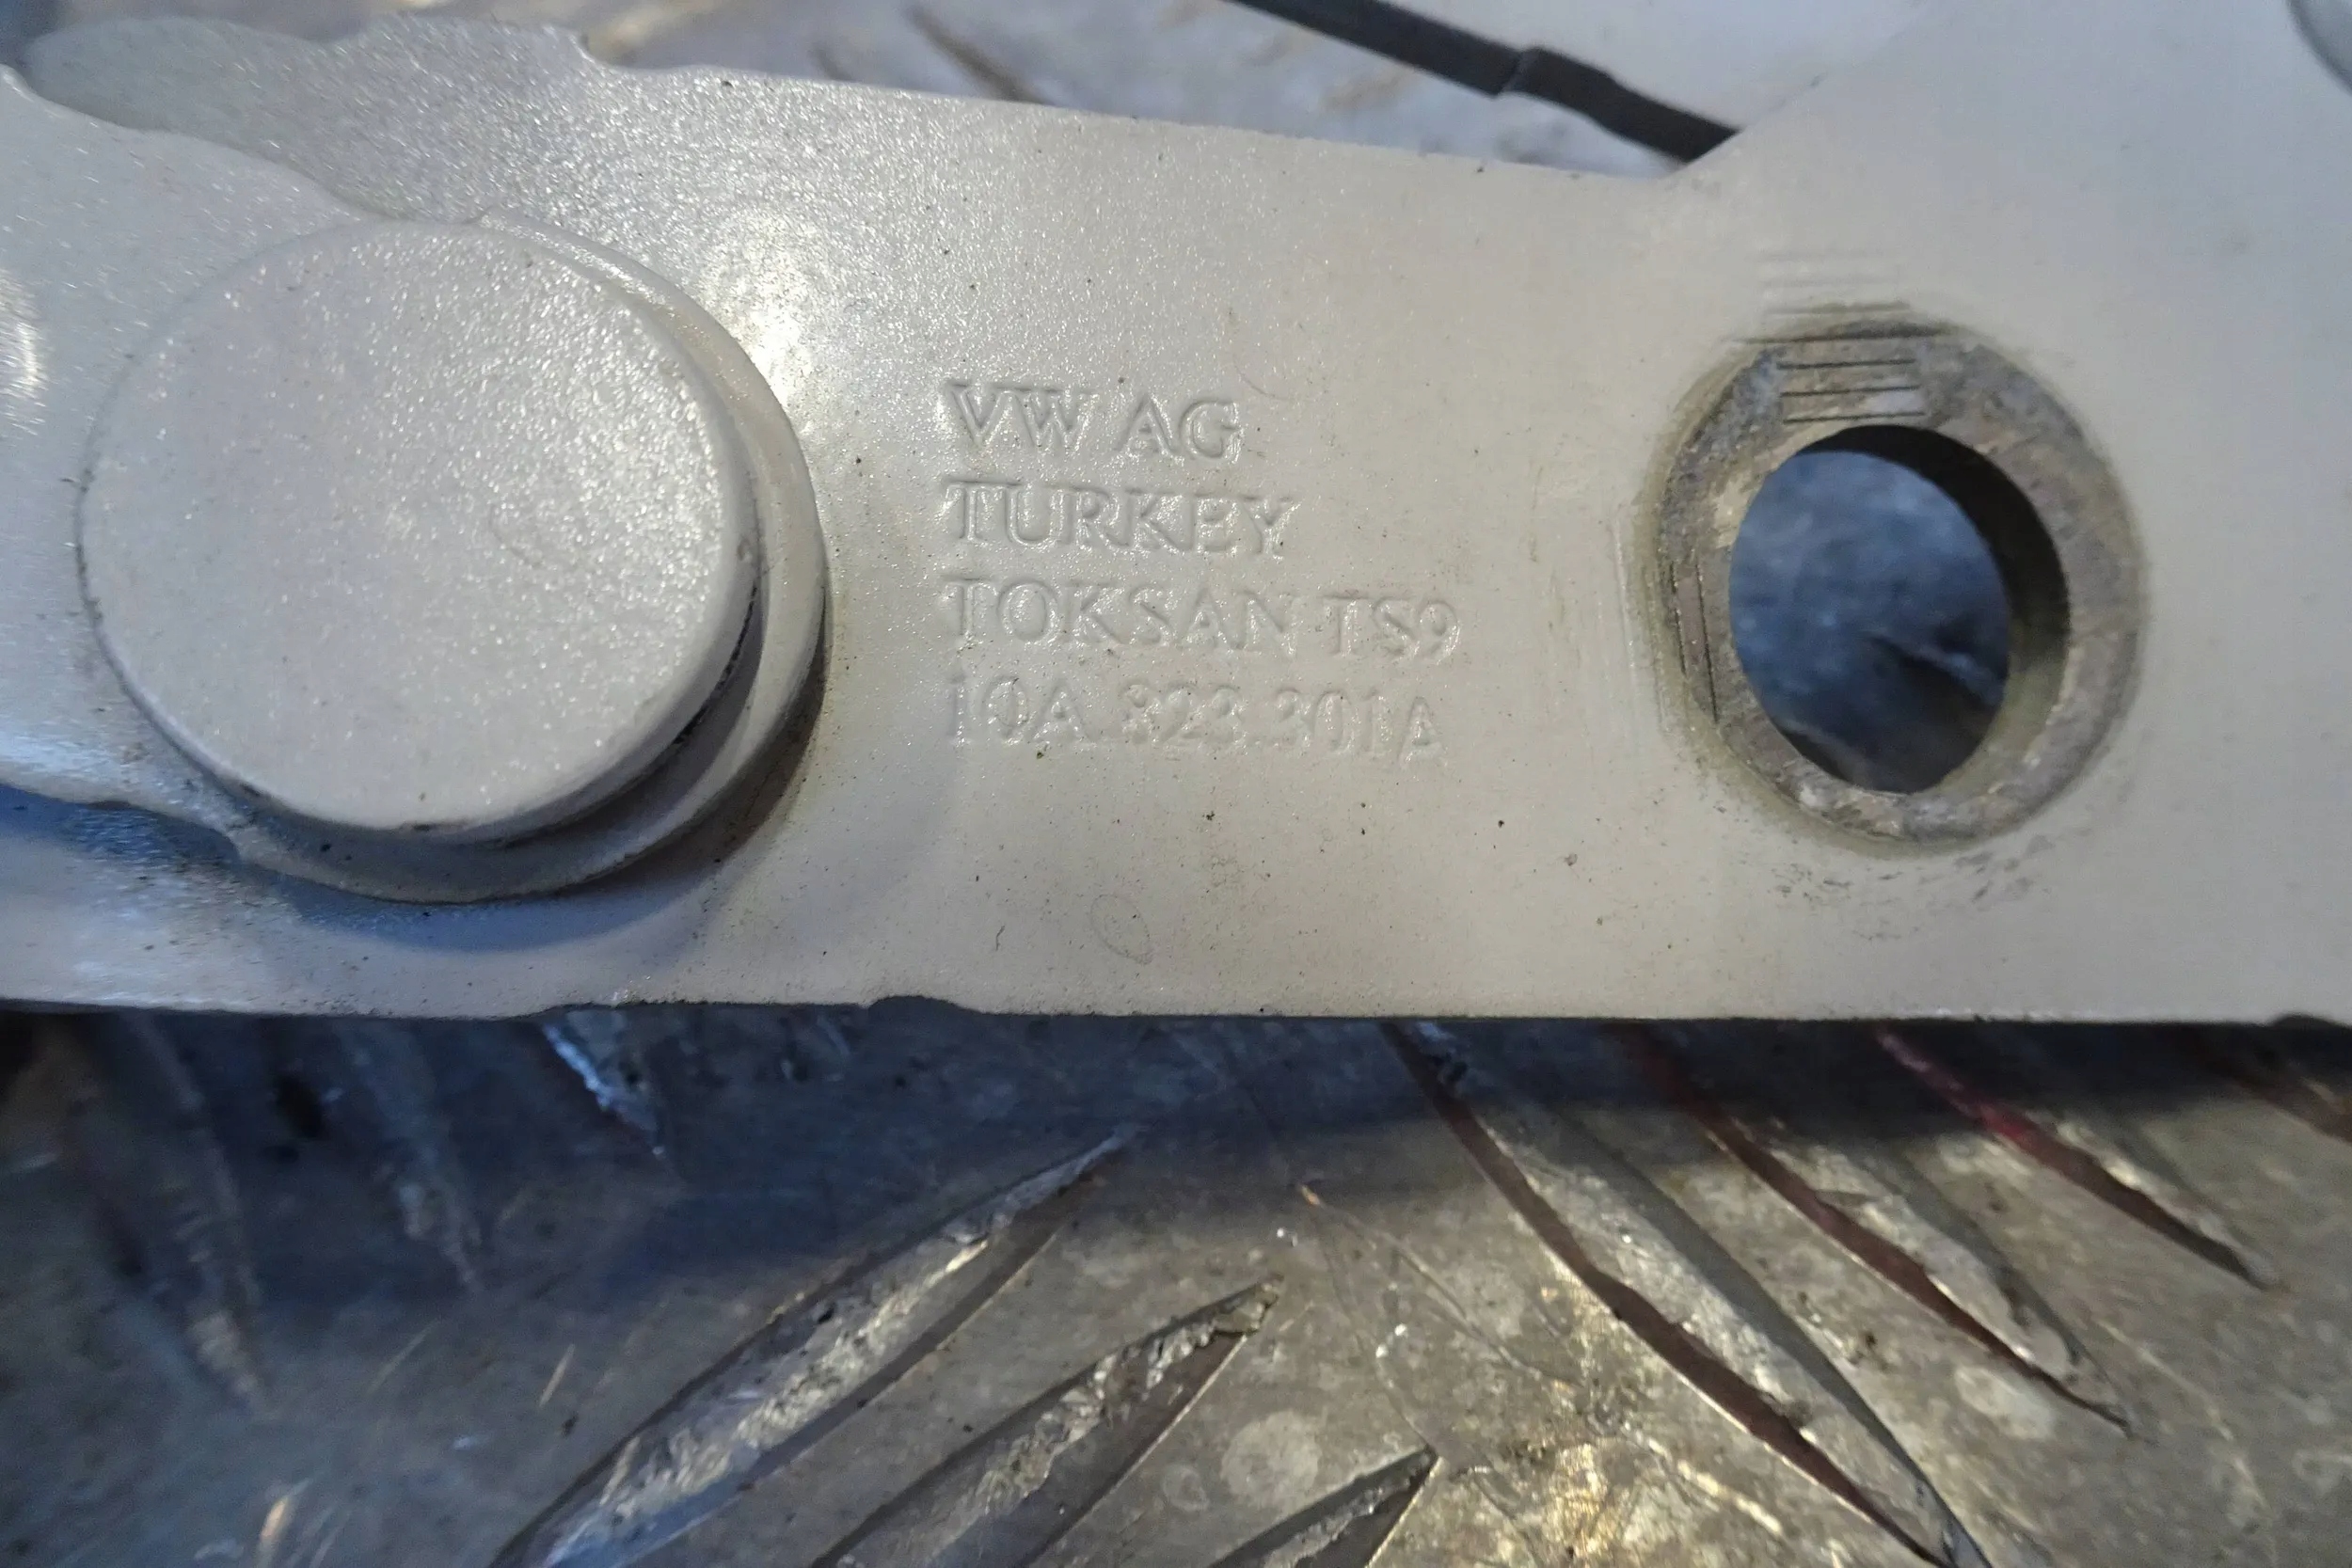 VW AG
TURKEY
TOKSAN TS9
10A.823.301A